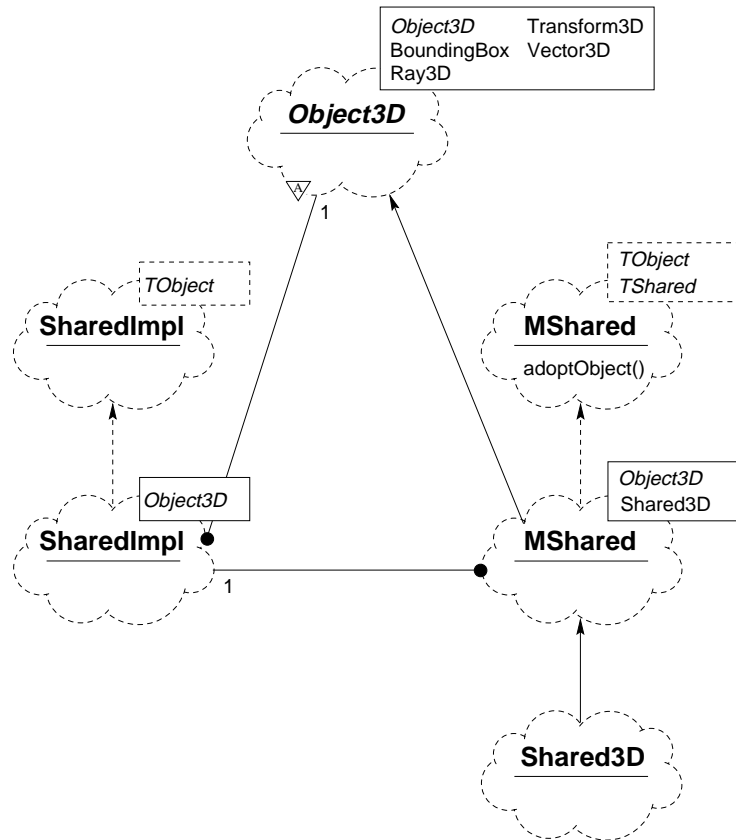 Object3D Transform3D
BoundingBox Vector3D
Ray3D
Object3D
A
1
TObject
SharedImpl
TObject
TShared
MShared
adoptObject()
Object3D
SharedImpl
1
Object3D
Shared3D
MShared
Shared3D